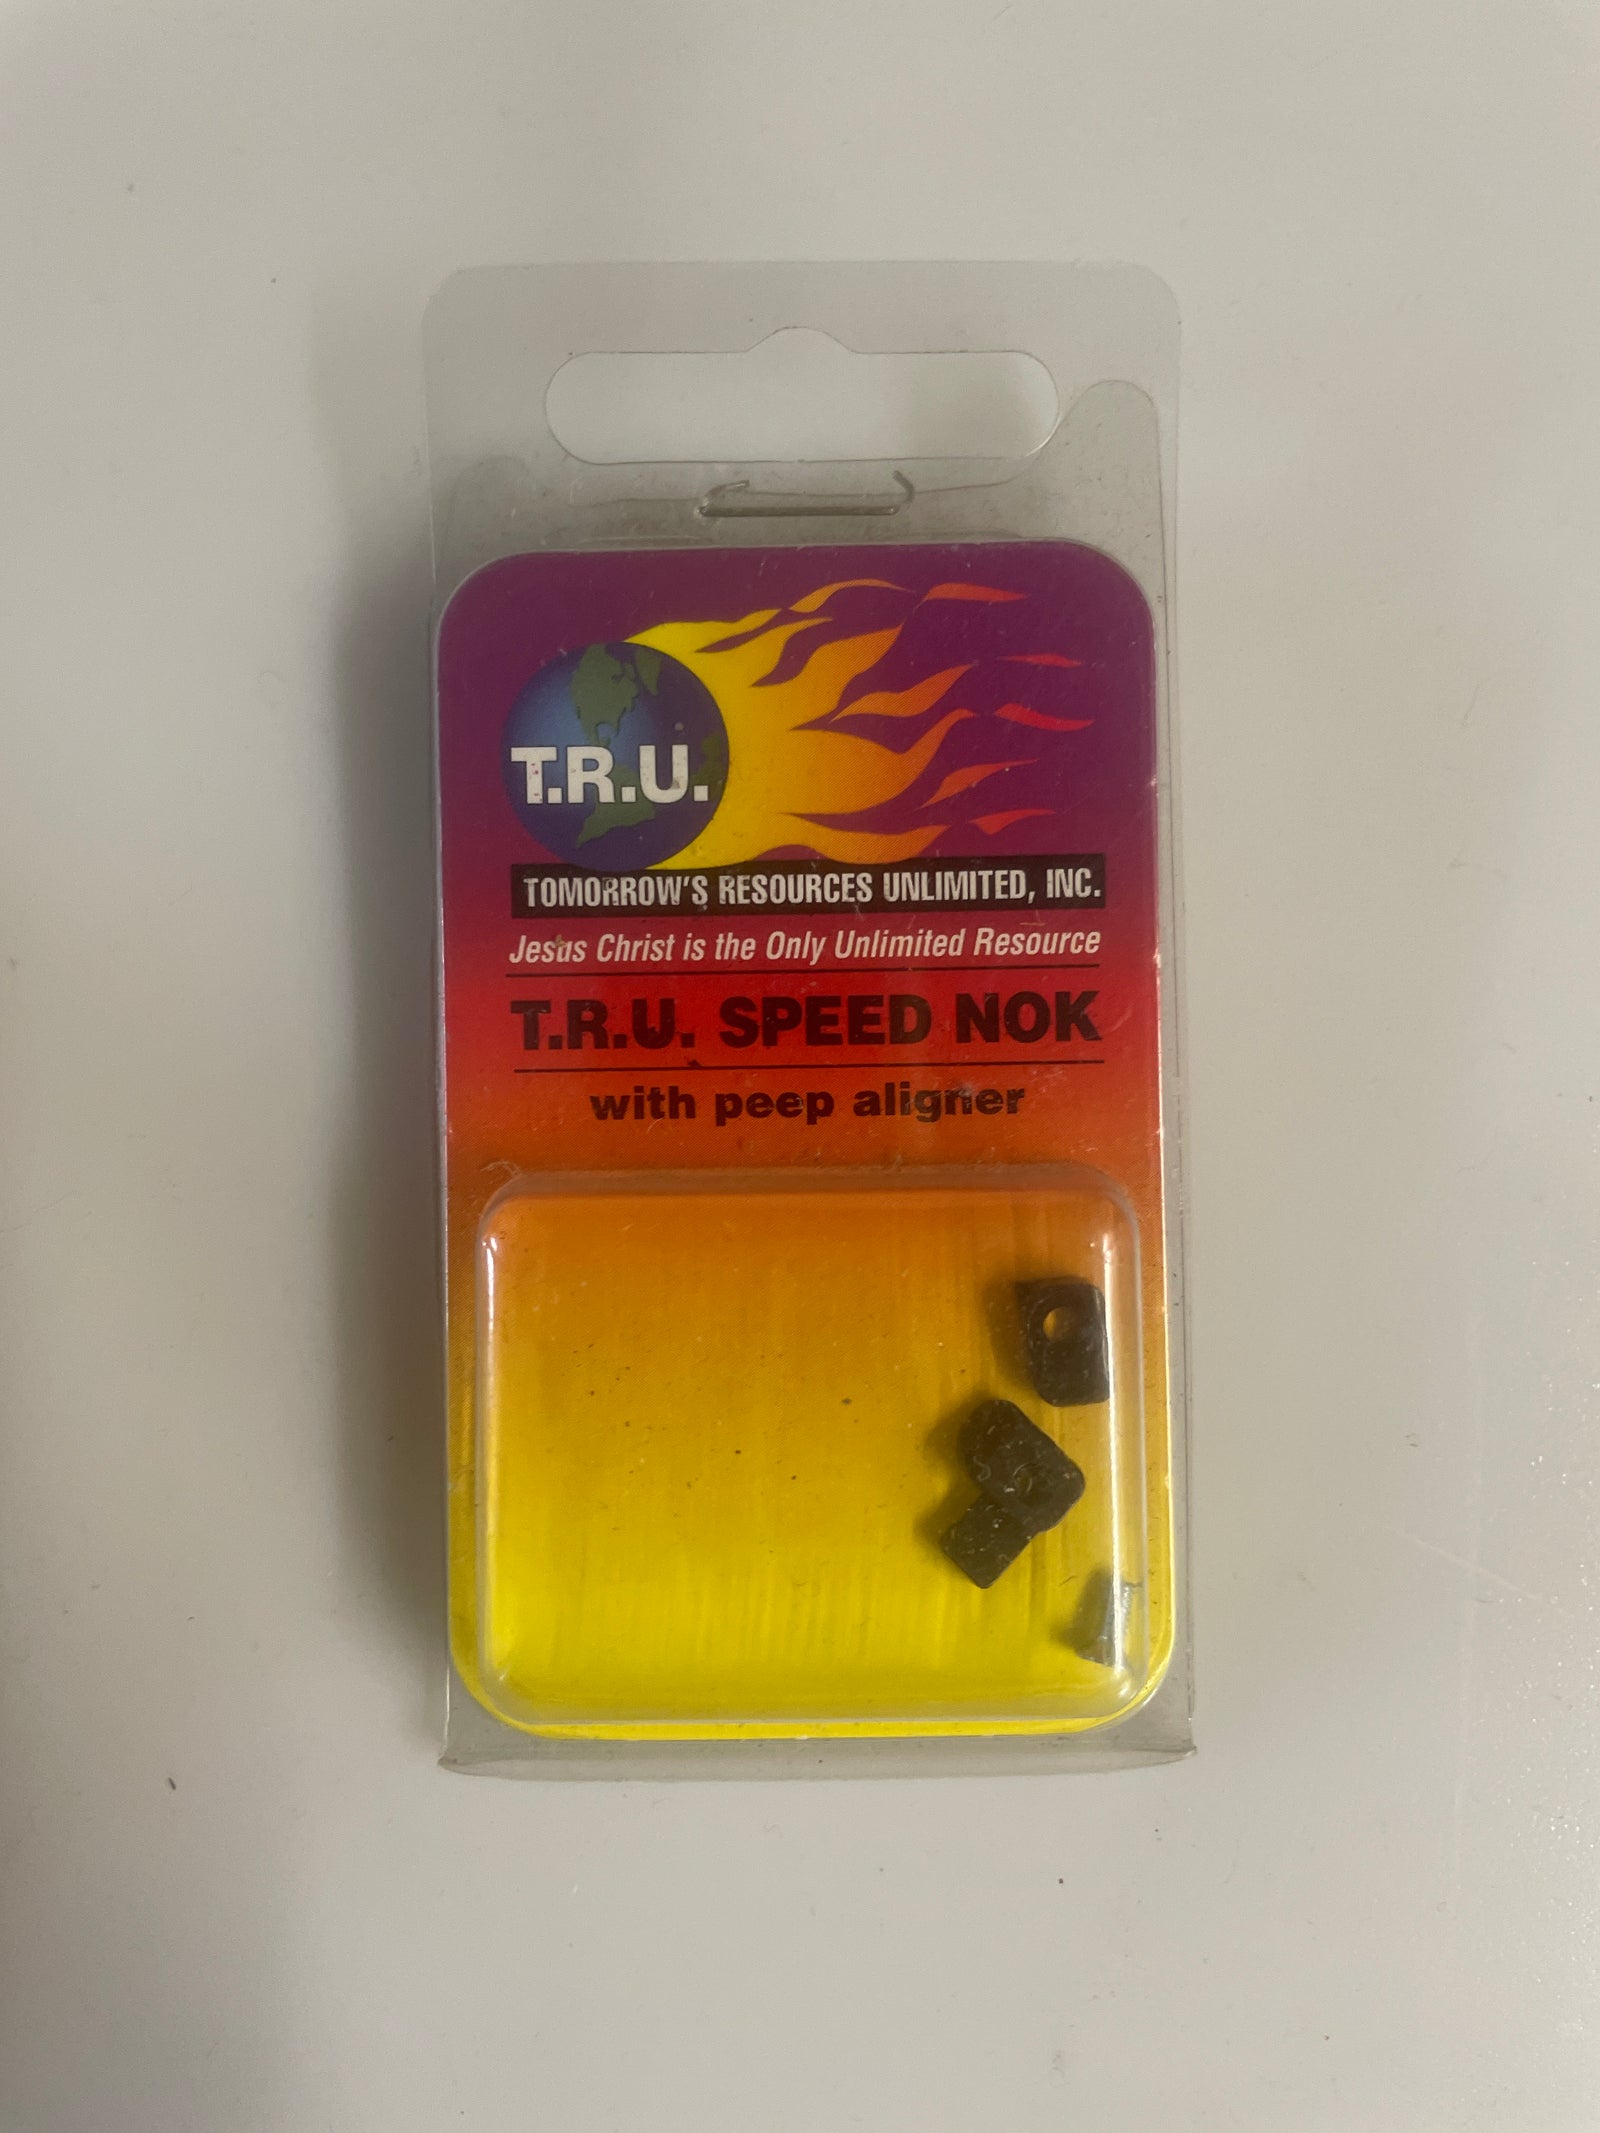 T.R.U.
TOMORROW'S RESOURCES UNLIMITED, INC.
Jesus Christ is the Only Unlimited Resource
T.R.U. SPEED NOK
with peep aligner